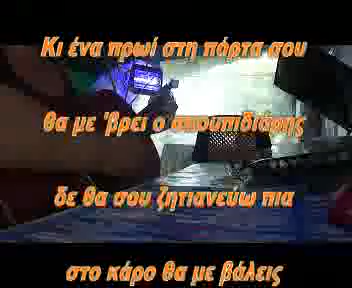 Κι ένα πρωί στη πόρτα σου
θα με 'βρει ο σκουπιδιάρης
δε θα σου ζητιανεύω πια
στο κάρο θα με βάλεις